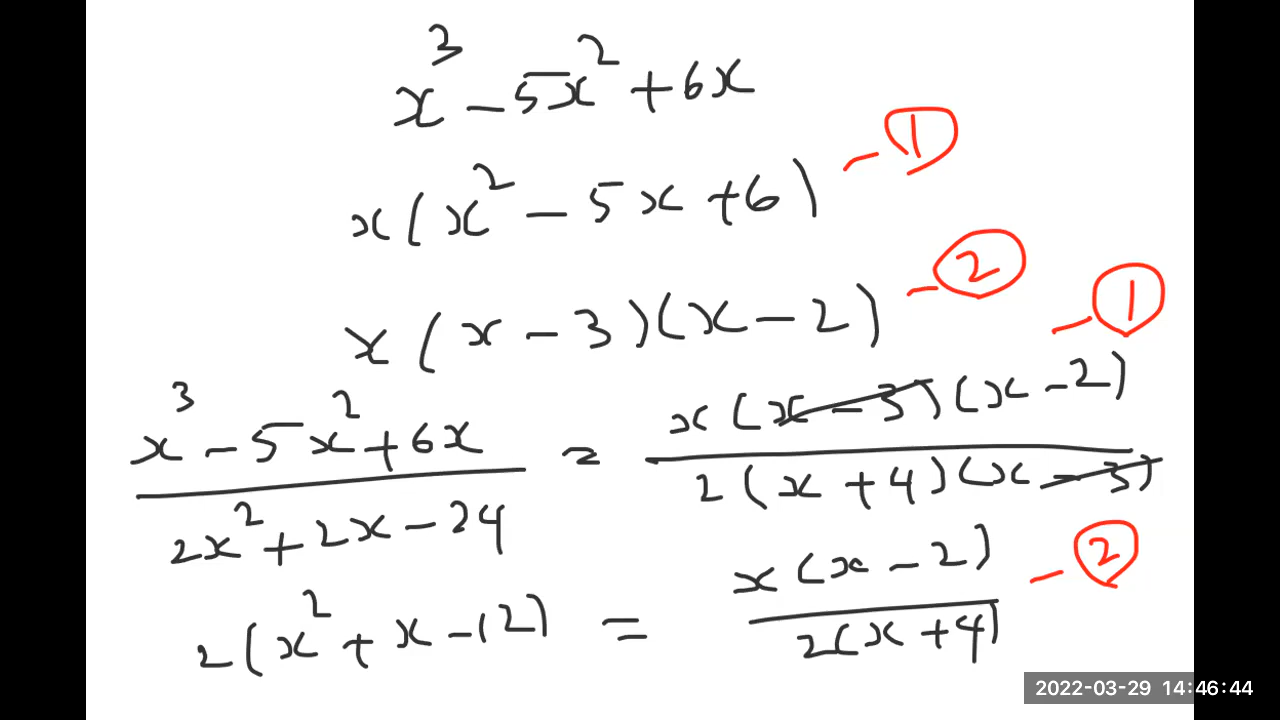 x³ - 5x² + 6x
x(x² - 5x + 6) - ①
x(x - 3)(x - 2) - ②
x³ - 5x² + 6x / 2x² + 2x - 24 = x(x - 3)(x - 2) / 2(x + 4)(x - 3) - ①
2(x² + x - 12) = x(x - 2) / 2(x + 4) - ②
2022-03-29 14:46:44